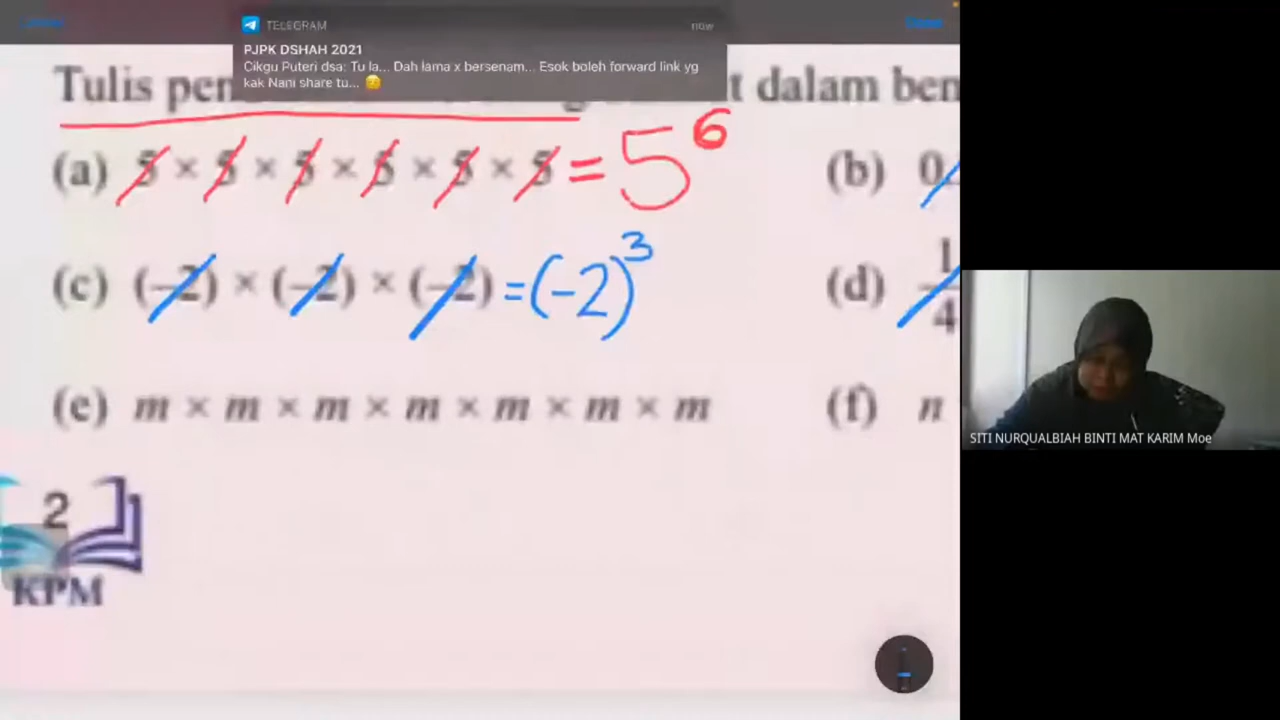 TELEGRAM now
PJPK DSHAH 2021
Cikgu Puteri dsa: Tu la... Dah lama x bersenam... Esok boleh forward link yg
kak Nani share tu... 😔
Tulis t dalam ben
(a) 5 × 5 × 5 × 5 × 5 × 5 = 5⁶
(b) 0
(c) (−2) × (−2) × (−2) = (−2)³
(d) 1/4
(e) m × m × m × m × m × m × m
(f) n
2
KPM
SITI NURQUALBIAH BINTI MAT KARIM Moe